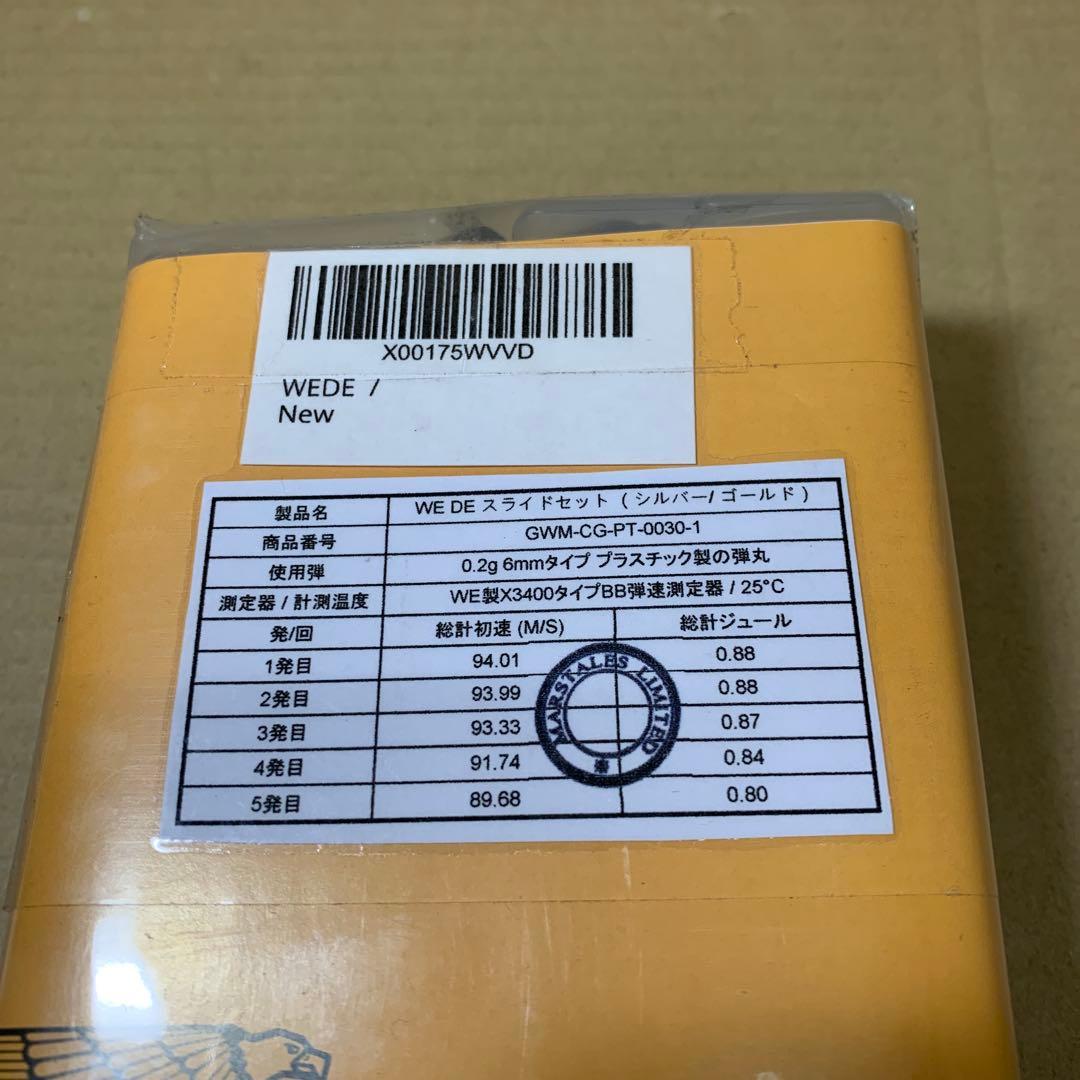 X00175WVVD
WEDE /
New
製品名 WE DE スライドセット ( シルバー/ ゴールド )
商品番号 GWM-CG-PT-0030-1
使用弾 0.2g 6mmタイプ プラスチック製の弾丸
測定器 / 計測温度 WE製X3400タイプBB弾速測定器 / 25°C
発/回 総計初速 (M/S) 総計ジュール
1発目 94.01 0.88
2発目 93.99 0.88
3発目 93.33 0.87
4発目 91.74 0.84
5発目 89.68 0.80
MARSTALES LIMITED